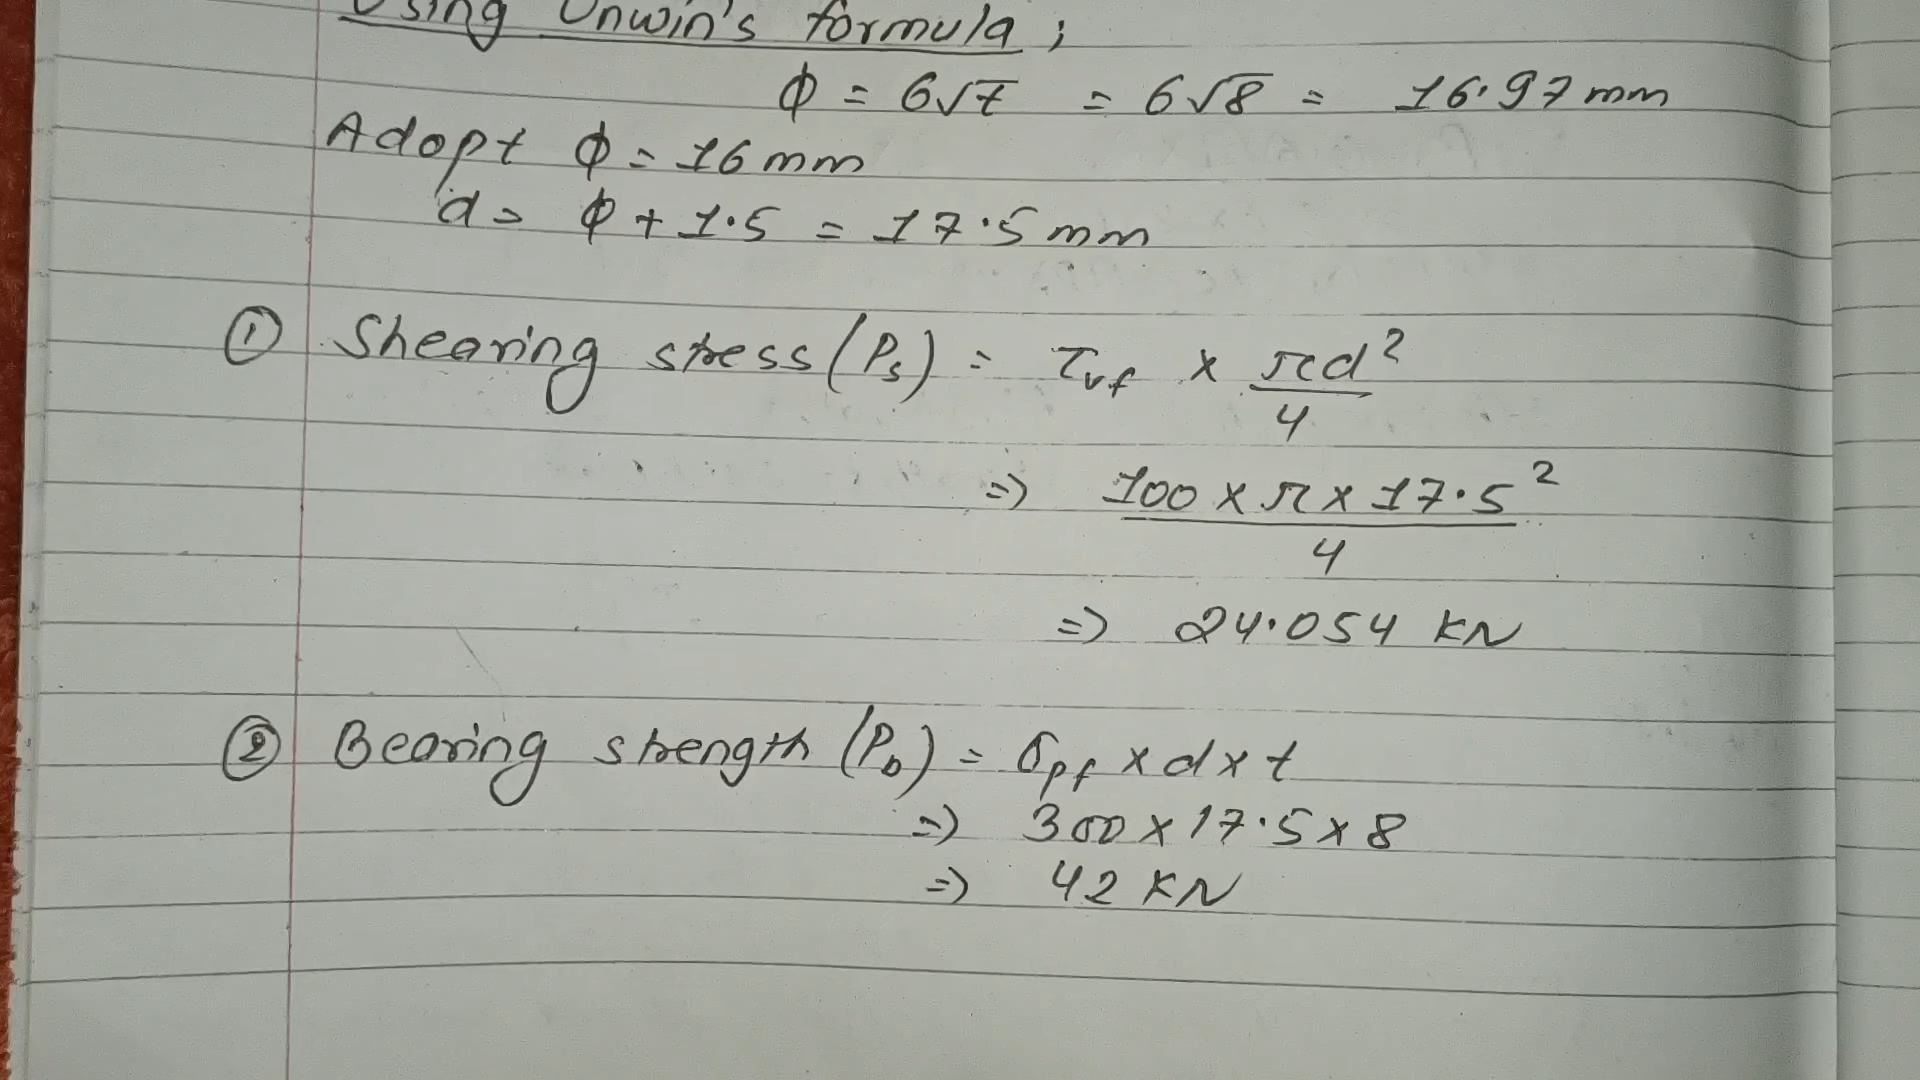 Using Unwin's formula;
ϕ = 6√t = 6√8 = 16.97 mm
Adopt ϕ = 16 mm
d = ϕ + 1.5 = 17.5 mm
① Shearing stress (Ps) = τvf × πd²/4
⇒ 100 × π × 17.5²/4
⇒ 24.054 KN
② Bearing strength (Pb) = σpf × d × t
⇒ 300 × 17.5 × 8
⇒ 42 KN